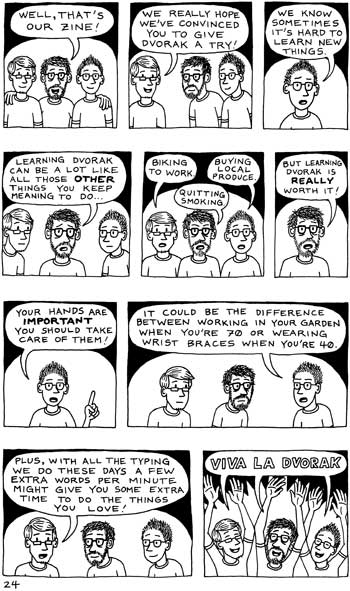 WELL, THAT'S
OUR ZINE!
WE REALLY HOPE
WE'VE CONVINCED
YOU TO GIVE
DVORAK A TRY!
WE KNOW
SOMETIMES
IT'S HARD TO
LEARN NEW
THINGS.
LEARNING DVORAK
CAN BE A LOT LIKE
ALL THOSE OTHER
THINGS YOU KEEP
MEANING TO DO...
BIKING
TO WORK
BUYING
LOCAL
PRODUCE.
QUITTING
SMOKING
BUT LEARNING
DVORAK IS
REALLY
WORTH IT!
YOUR HANDS ARE
IMPORTANT
YOU SHOULD TAKE
CARE OF THEM!
IT COULD BE THE DIFFERENCE
BETWEEN WORKING IN YOUR GARDEN
WHEN YOU'RE 70 OR WEARING
WRIST BRACES WHEN YOU'RE 40.
PLUS, WITH ALL THE TYPING
WE DO THESE DAYS A FEW
EXTRA WORDS PER MINUTE
MIGHT GIVE YOU SOME EXTRA
TIME TO DO THE THINGS
YOU LOVE!
VIVA LA DVORAK
24